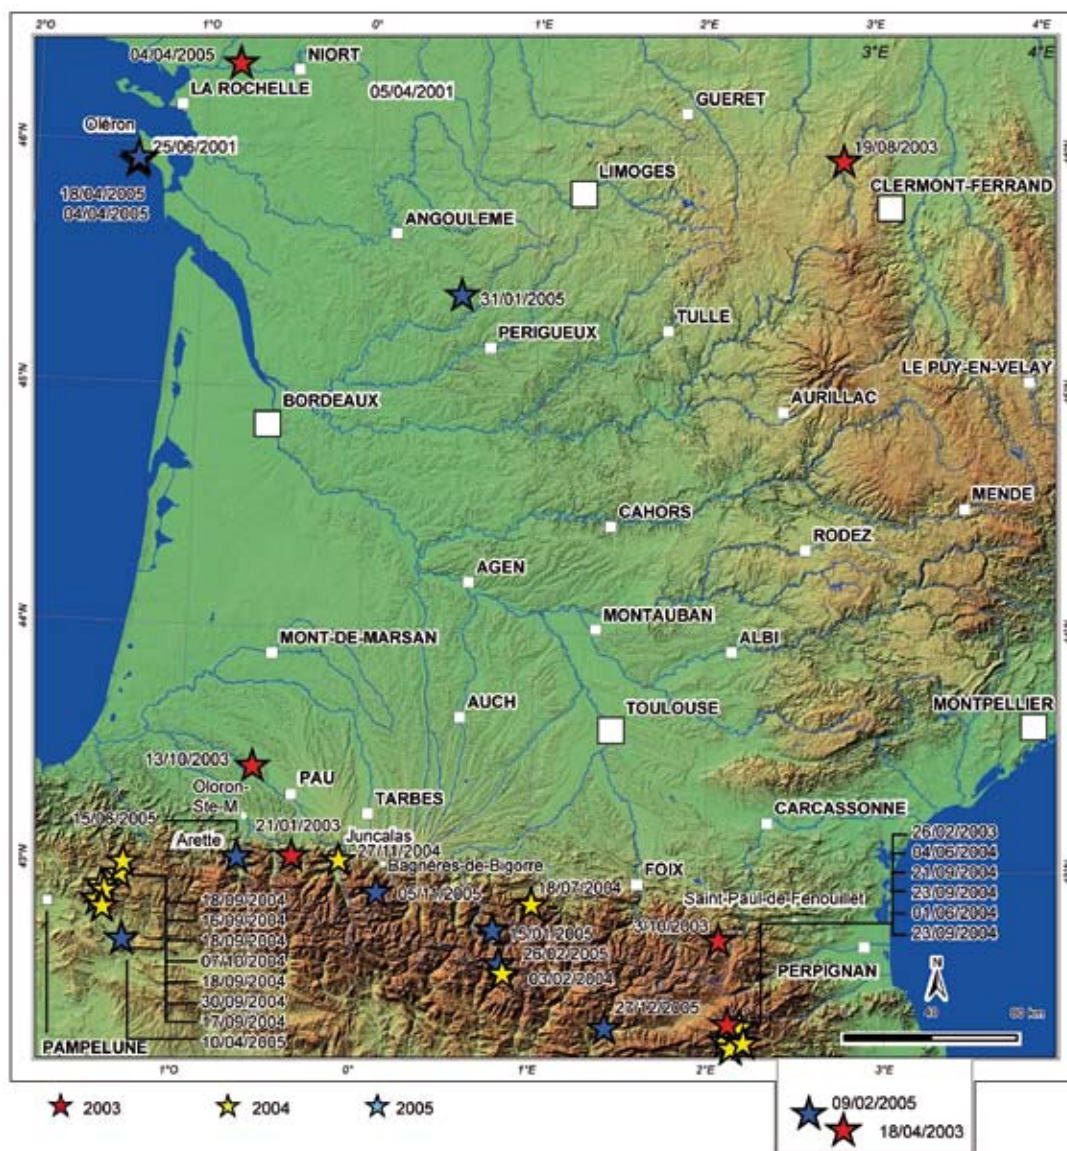 2°O 1°O 0° 1°E 2°E 3°E 4°E
3°E 4°E
04/04/2005
NIORT
LA ROCHELLE
05/04/2001
GUERET
46°N
Oléron
25/06/2001
19/08/2003
LIMOGES
CLERMONT-FERRAND
18/04/2005
04/04/2005
ANGOULEME
31/01/2005
TULLE
PERIGUEUX
LE PUY-EN-VELAY
45°N
AURILLAC
BORDEAUX
MENDE
CAHORS
RODEZ
AGEN
44°N
MONTAUBAN
MONT-DE-MARSAN
ALBI
AUCH
TOULOUSE
MONTPELLIER
13/10/2003
PAU
Oloron-
Ste-M
TARBES
CARCASSONNE
15/06/2005
21/01/2003
Arette
Juncalas
27/11/2004
43°N
Bagnères-de-Bigorre
FOIX
05/11/2005
18/07/2004
Saint-Paul-de-Fenouillet
26/02/2003
04/06/2004
21/09/2004
23/09/2004
01/06/2004
23/09/2004
3/10/2003
15/01/2005
26/02/2005
03/02/2004
PERPIGNAN
27/12/2005
18/09/2004
16/09/2004
18/09/2004
07/10/2004
18/09/2004
30/09/2004
17/09/2004
10/04/2005
PAMPELUNE
N
40 80 km
1°O 0° 1°E 2°E 3°E
2003 2004 2005
09/02/2005
18/04/2003